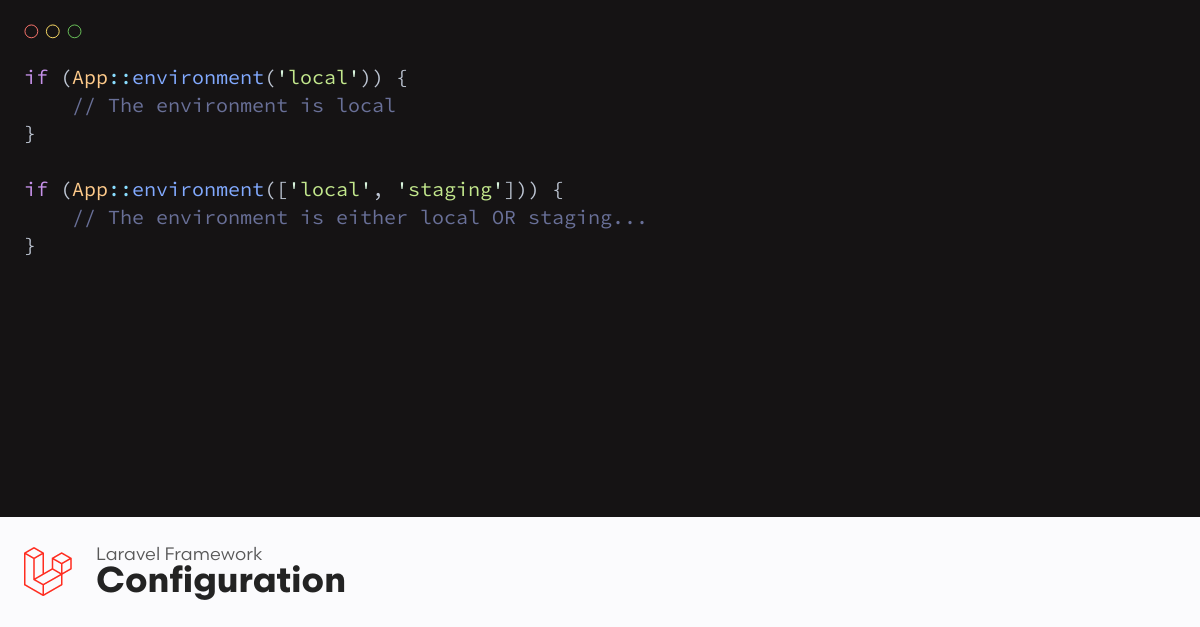 if (App::environment('local')) {
    // The environment is local
}
if (App::environment(['local', 'staging'])) {
    // The environment is either local OR staging...
}
Laravel Framework
Configuration